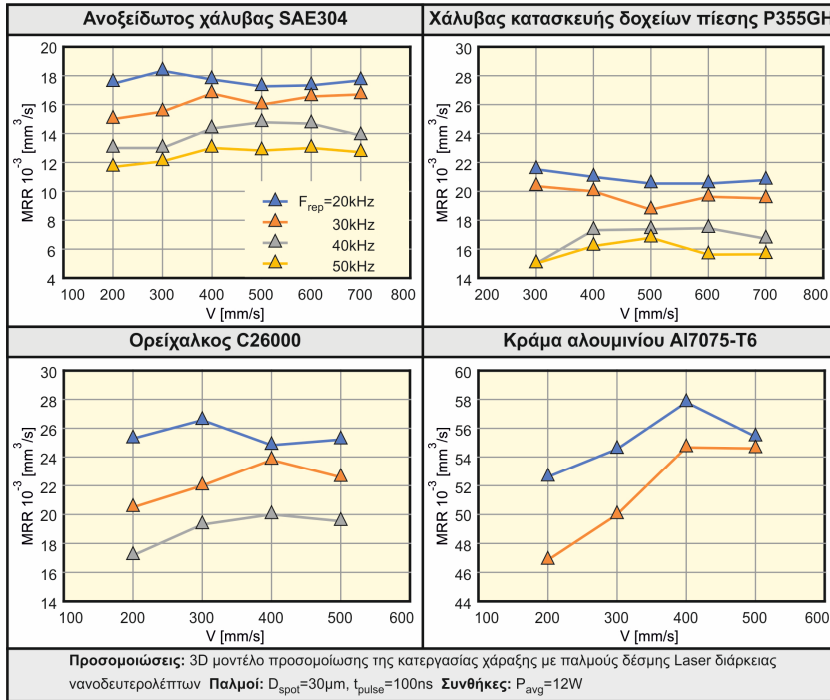 Ανοξείδωτος χάλυβας SAE304
Χάλυβας κατασκευής δοχείων πίεσης P355GH
MRR 10⁻³ [mm³/s]
20
18
16
14
12
10
8
6
4
F_rep=20kHz
30kHz
40kHz
50kHz
100 200 300 400 500 600 700 800
V [mm/s]
MRR 10⁻³ [mm³/s]
30
28
26
24
22
20
18
16
14
200 300 400 500 600 700 800
V [mm/s]
Ορείχαλκος C26000
Κράμα αλουμινίου Al7075-T6
MRR 10⁻³ [mm³/s]
30
28
26
24
22
20
18
16
14
100 200 300 400 500 600
V [mm/s]
MRR 10⁻³ [mm³/s]
60
58
56
54
52
50
48
46
44
100 200 300 400 500 600
V [mm/s]
Προσομοιώσεις: 3D μοντέλο προσομοίωσης της κατεργασίας χάραξης με παλμούς δέσμης Laser διάρκειας
νανοδευτερολέπτων Παλμοί: D_spot=30μm, t_pulse=100ns Συνθήκες: P_avg=12W